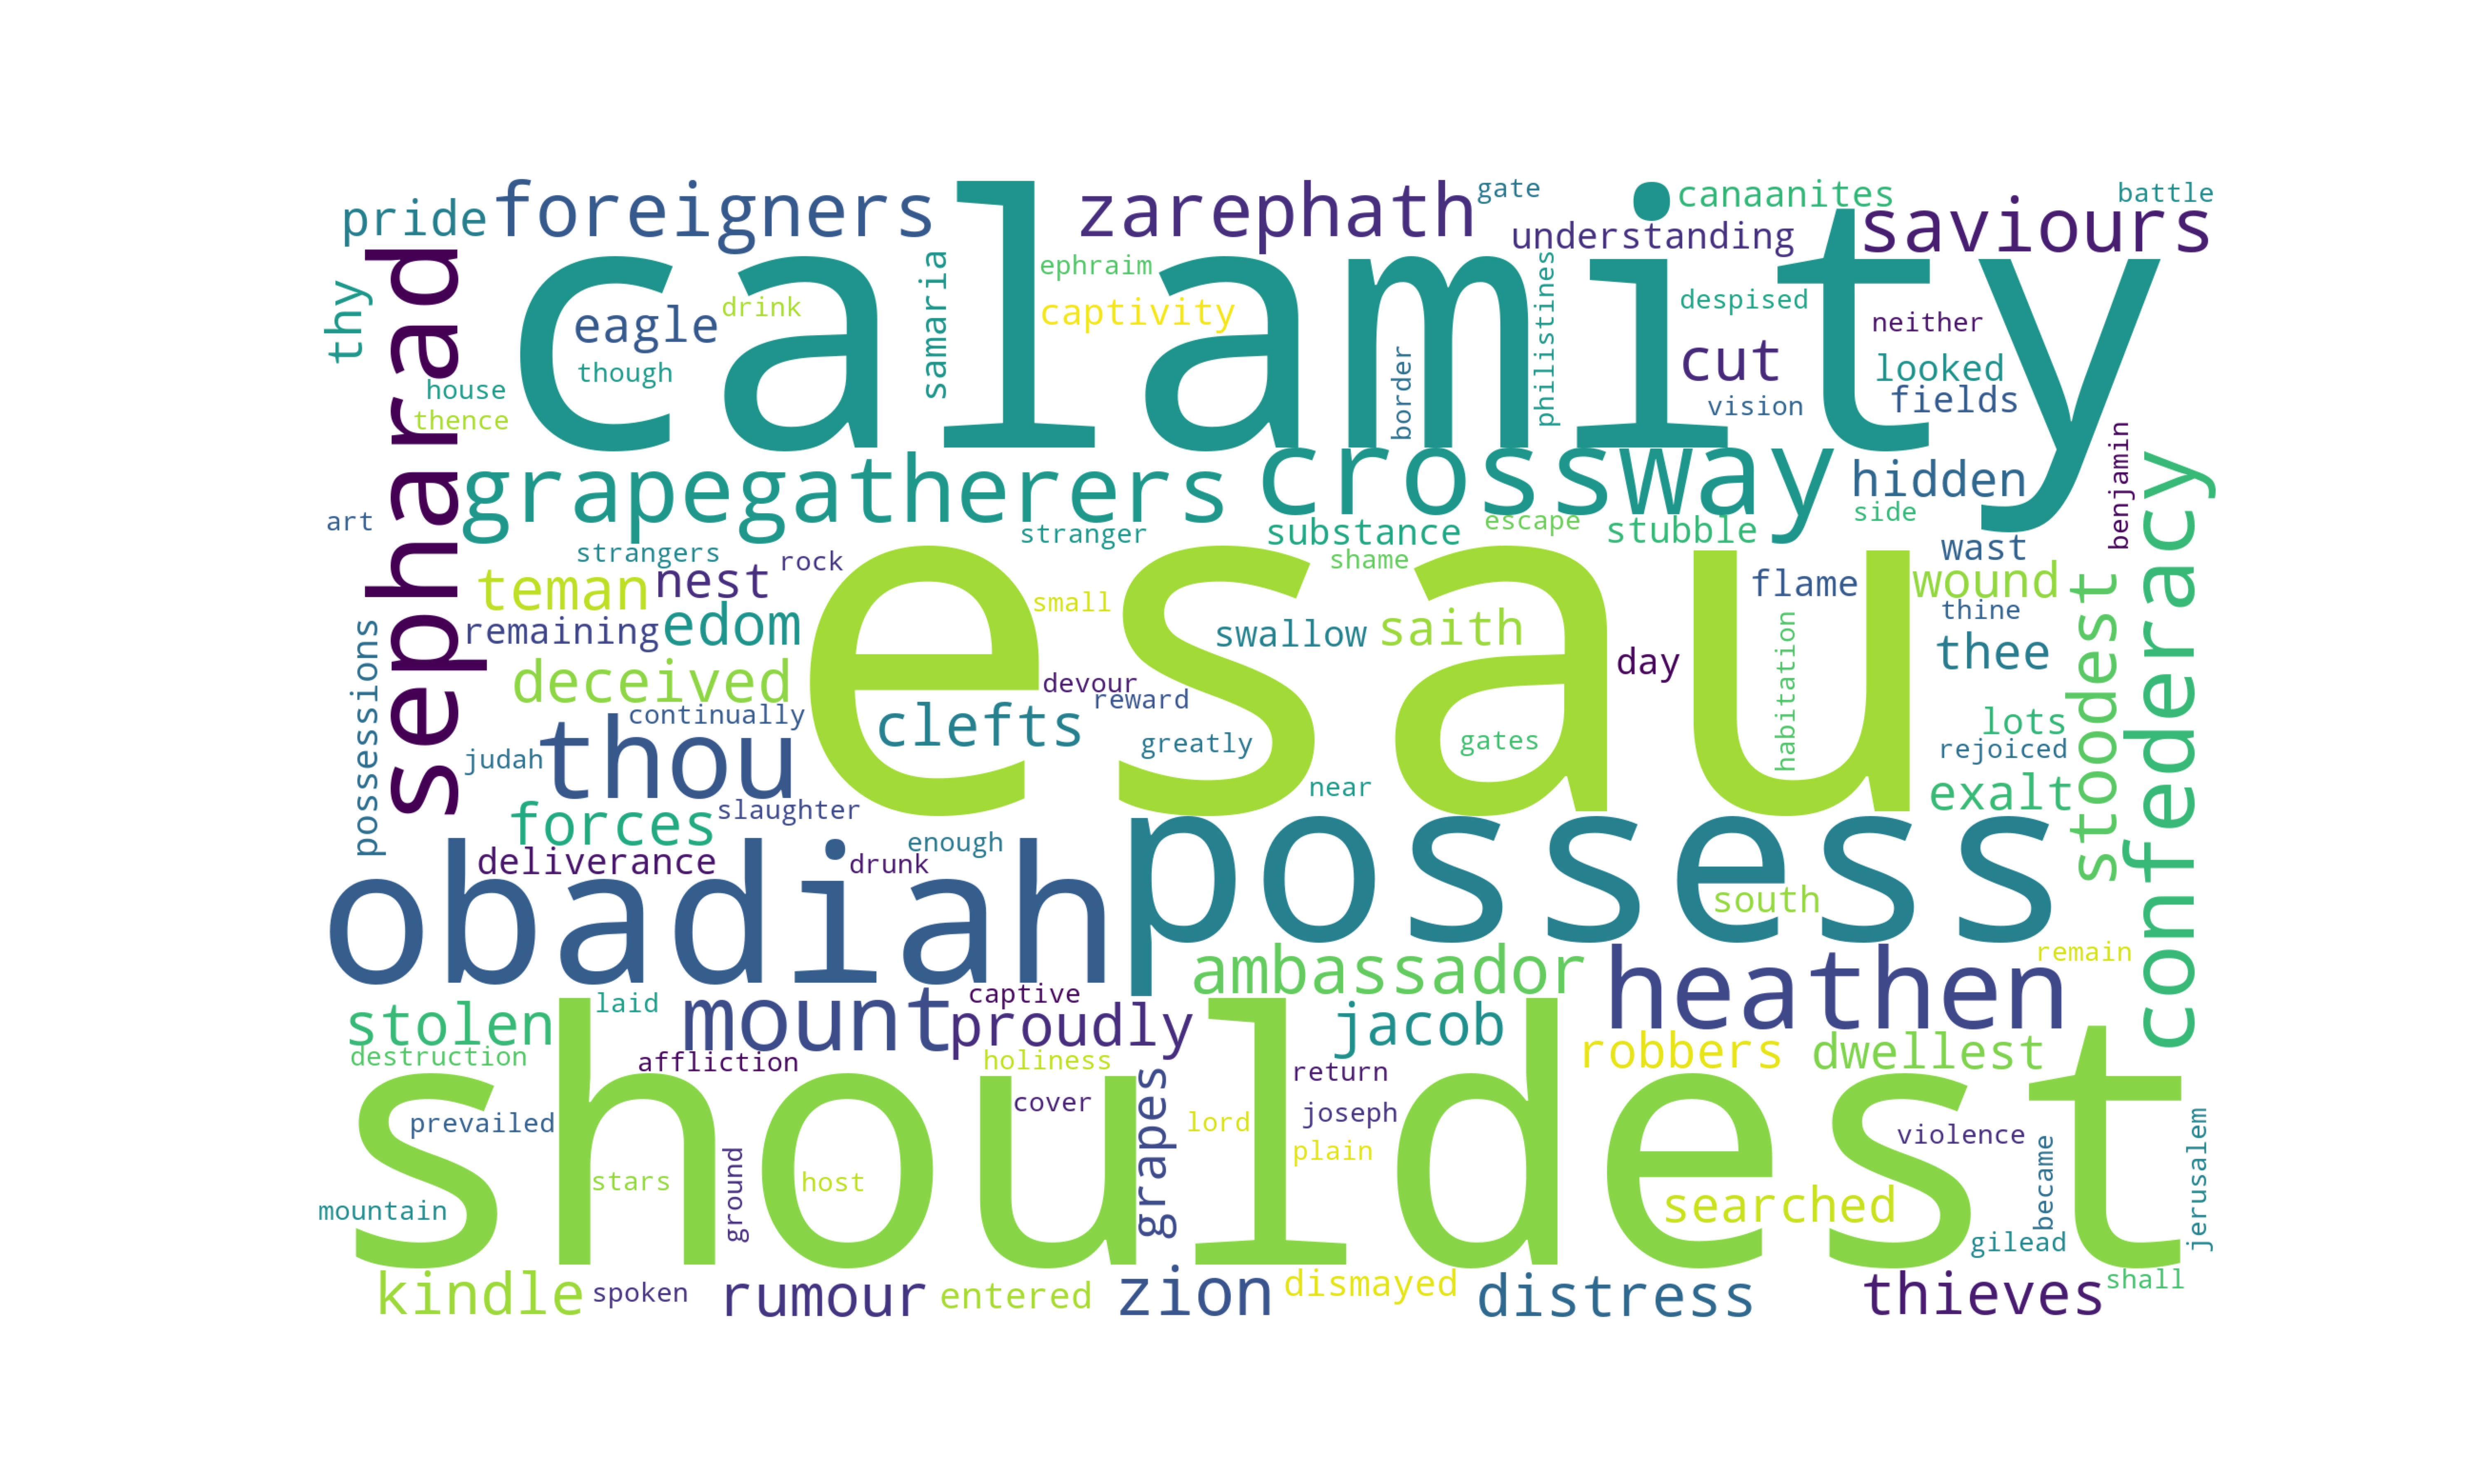 calamity
esau
shouldest
obadiah
possess
sepharad
confederacy
grapegatherers
crossway
heathen
thou
foreigners
zarephath
saviours
mount
ambassador
stoodest
pride
thy
eagle
drink
though
house
thence
samaria
ephraim
captivity
gate
understanding
canaanites
battle
philistines
border
despised
neither
cut
looked
vision
fields
hidden
benjamin
art
strangers
stranger
substance
escape
stubble
side
shame
wast
teman
nest
rock
flame
wound
remaining
edom
small
swallow
saith
thine
day
thee
habitation
deceived
devour
reward
clefts
continually
greatly
gates
lots
rejoiced
judah
possessions
near
exalt
forces
slaughter
enough
deliverance
drunk
south
remain
captive
laid
stolen
proudly
jacob
robbers
dwellest
destruction
affliction
holiness
return
cover
grapes
lord
joseph
plain
prevailed
violence
became
jerusalem
stars
ground
host
searched
mountain
gilead
kindle
spoken
rumour
entered
zion
dismayed
distress
thieves
shall